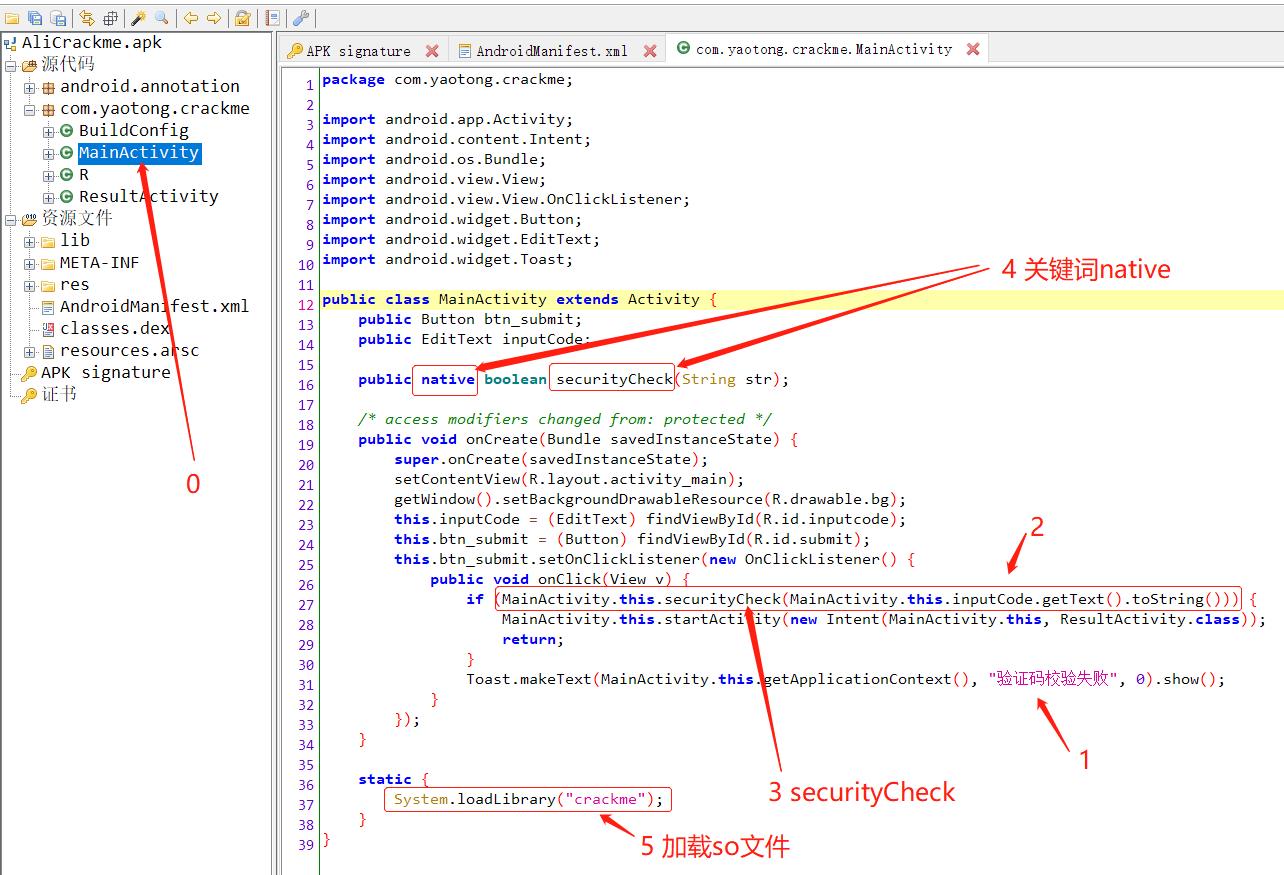 AliCrackme.apk
源代码
android.annotation
com.yaotong.crackme
BuildConfig
MainActivity
R
ResultActivity
资源文件
lib
META-INF
res
AndroidManifest.xml
classes.dex
resources.arsc
APK signature
证书
0
APK signature
AndroidManifest.xml
com.yaotong.crackme.MainActivity
1 package com.yaotong.crackme;
2
3 import android.app.Activity;
4 import android.content.Intent;
5 import android.os.Bundle;
6 import android.view.View;
7 import android.view.View.OnClickListener;
8 import android.widget.Button;
9 import android.widget.EditText;
10 import android.widget.Toast;
11
12 public class MainActivity extends Activity {
13 public Button btn_submit;
14 public EditText inputCode;
15
16 public native boolean securityCheck(String str);
17
18 /* access modifiers changed from: protected */
19 public void onCreate(Bundle savedInstanceState) {
20 super.onCreate(savedInstanceState);
21 setContentView(R.layout.activity_main);
22 getWindow().setBackgroundDrawableResource(R.drawable.bg);
23 this.inputCode = (EditText) findViewById(R.id.inputcode);
24 this.btn_submit = (Button) findViewById(R.id.submit);
25 this.btn_submit.setOnClickListener(new OnClickListener() {
26 public void onClick(View v) {
27 if (MainActivity.this.securityCheck(MainActivity.this.inputCode.getText().toString())) {
28 MainActivity.this.startActivity(new Intent(MainActivity.this, ResultActivity.class));
29 return;
30 }
31 Toast.makeText(MainActivity.this.getApplicationContext(), "验证码校验失败", 0).show();
32 }
33 });
34 }
35
36 static {
37 System.loadLibrary("crackme");
38 }
39 }
4 关键词native
2
1
3 securityCheck
5 加载so文件